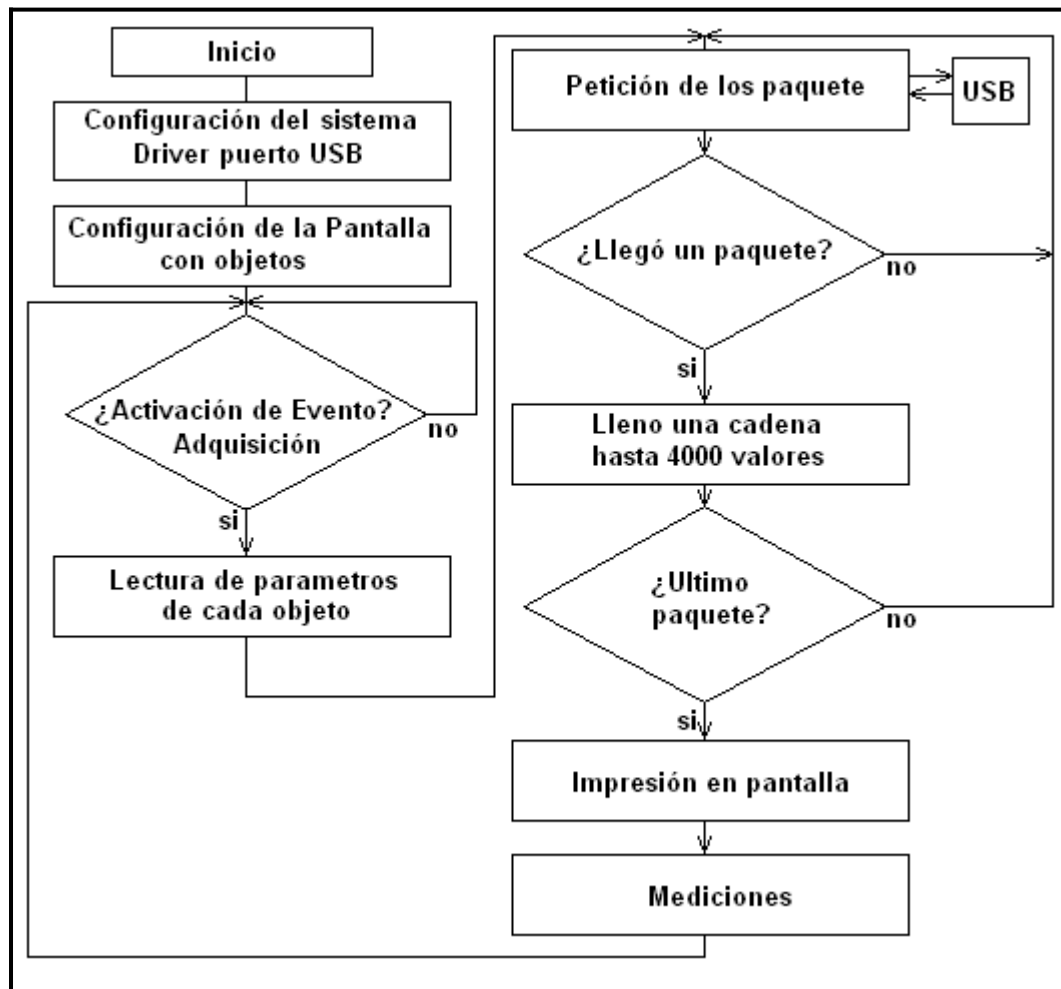 Inicio
Configuración del sistema
Driver puerto USB
Configuración de la Pantalla
con objetos
¿Activación de Evento?
Adquisición
no
si
Lectura de parametros
de cada objeto
Petición de los paquete
USB
¿Llegó un paquete?
no
si
Lleno una cadena
hasta 4000 valores
¿Ultimo
paquete?
no
si
Impresión en pantalla
Mediciones